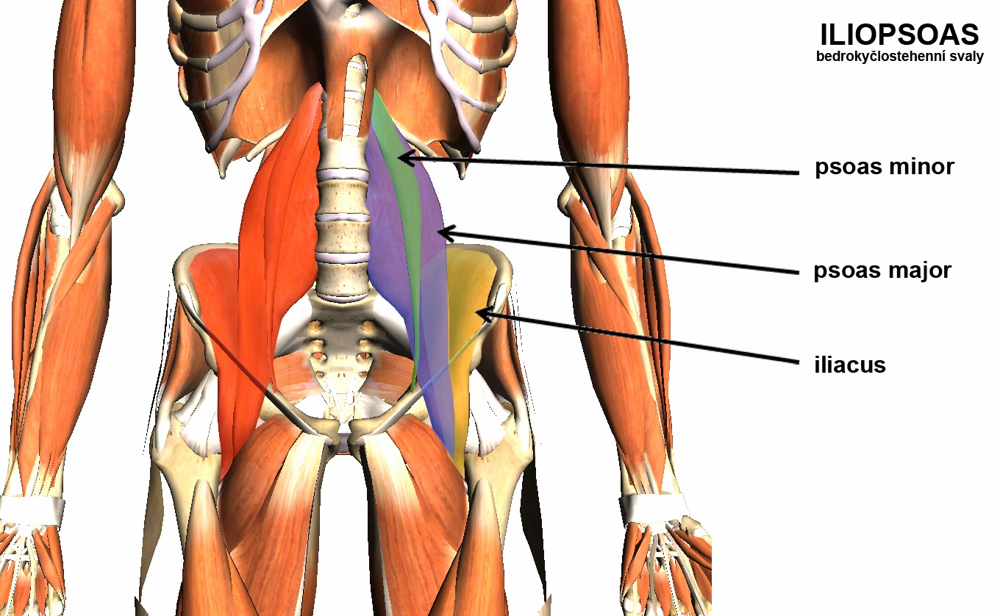 ILIOPSOAS
bedrokyčlostehenní svaly
psoas minor
psoas major
iliacus